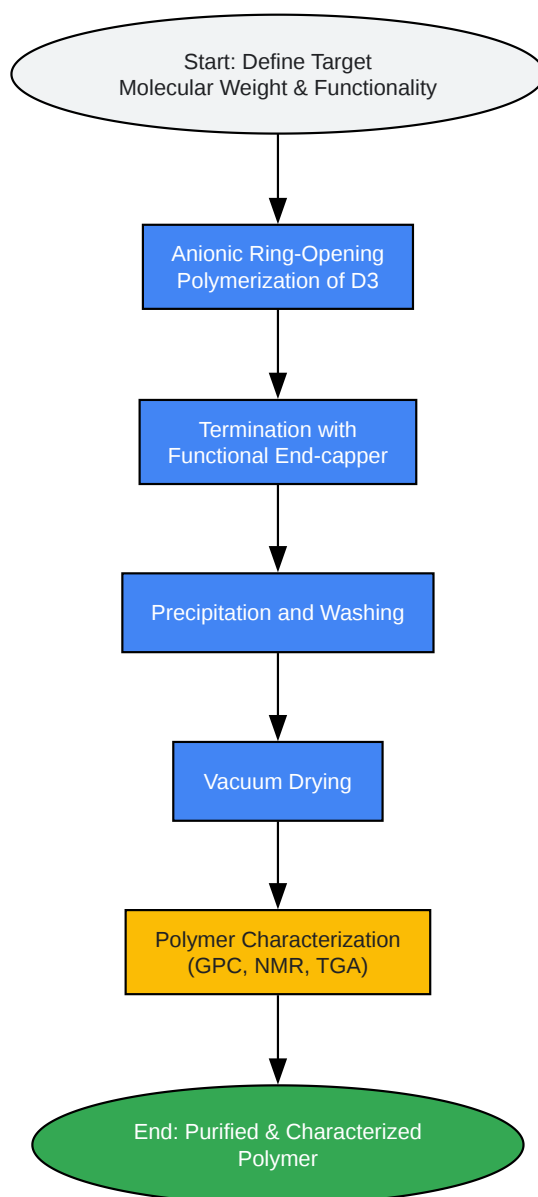 Start: Define Target
Molecular Weight & Functionality
Anionic Ring-Opening
Polymerization of D3
Termination with
Functional End-capper
Precipitation and Washing
Vacuum Drying
Polymer Characterization
(GPC, NMR, TGA)
End: Purified & Characterized
Polymer